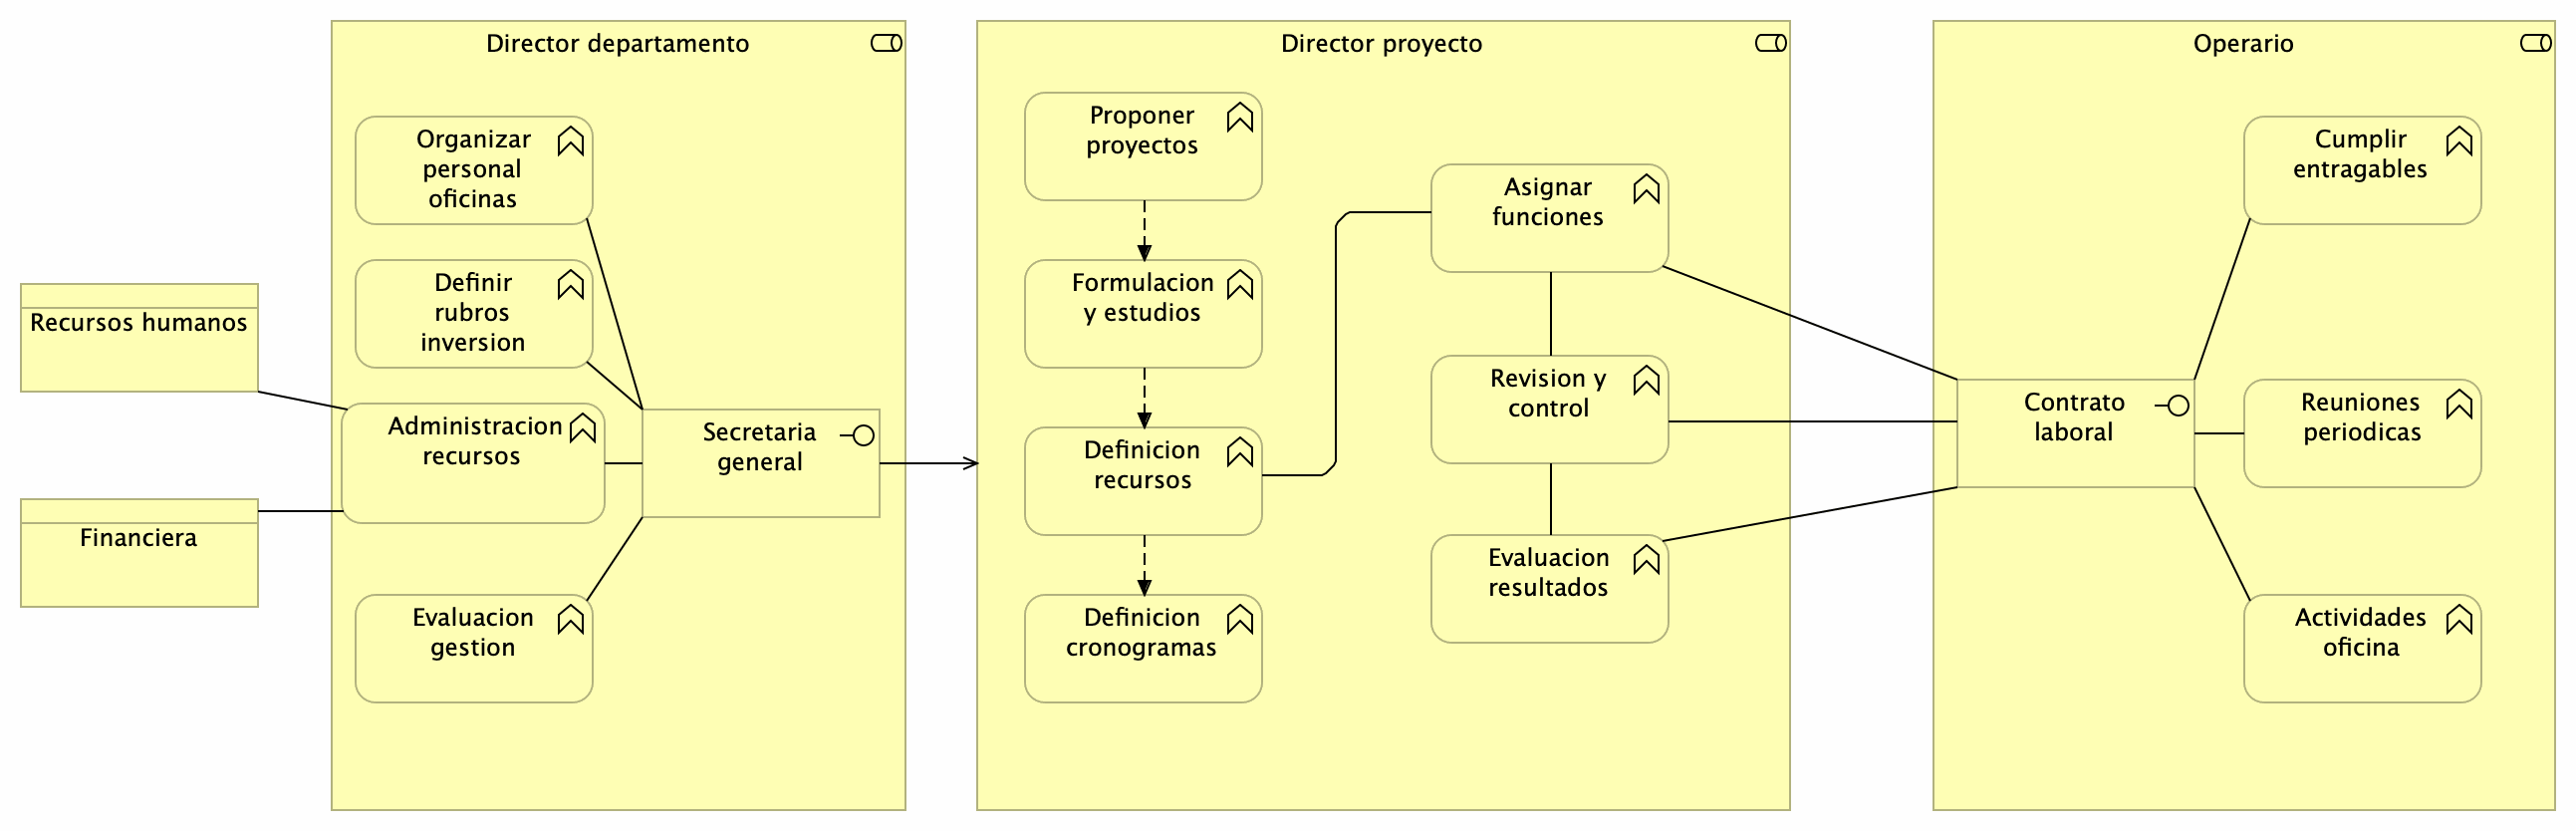 Director departamento
Organizar
personal
oficinas
Definir
rubros
inversion
Recursos humanos
Administracion
recursos
Secretaria
general
Financiera
Evaluacion
gestion
Director proyecto
Proponer
proyectos
Formulacion
y estudios
Definicion
recursos
Definicion
cronogramas
Asignar
funciones
Revision y
control
Evaluacion
resultados
Operario
Cumplir
entragables
Contrato
laboral
Reuniones
periodicas
Actividades
oficina